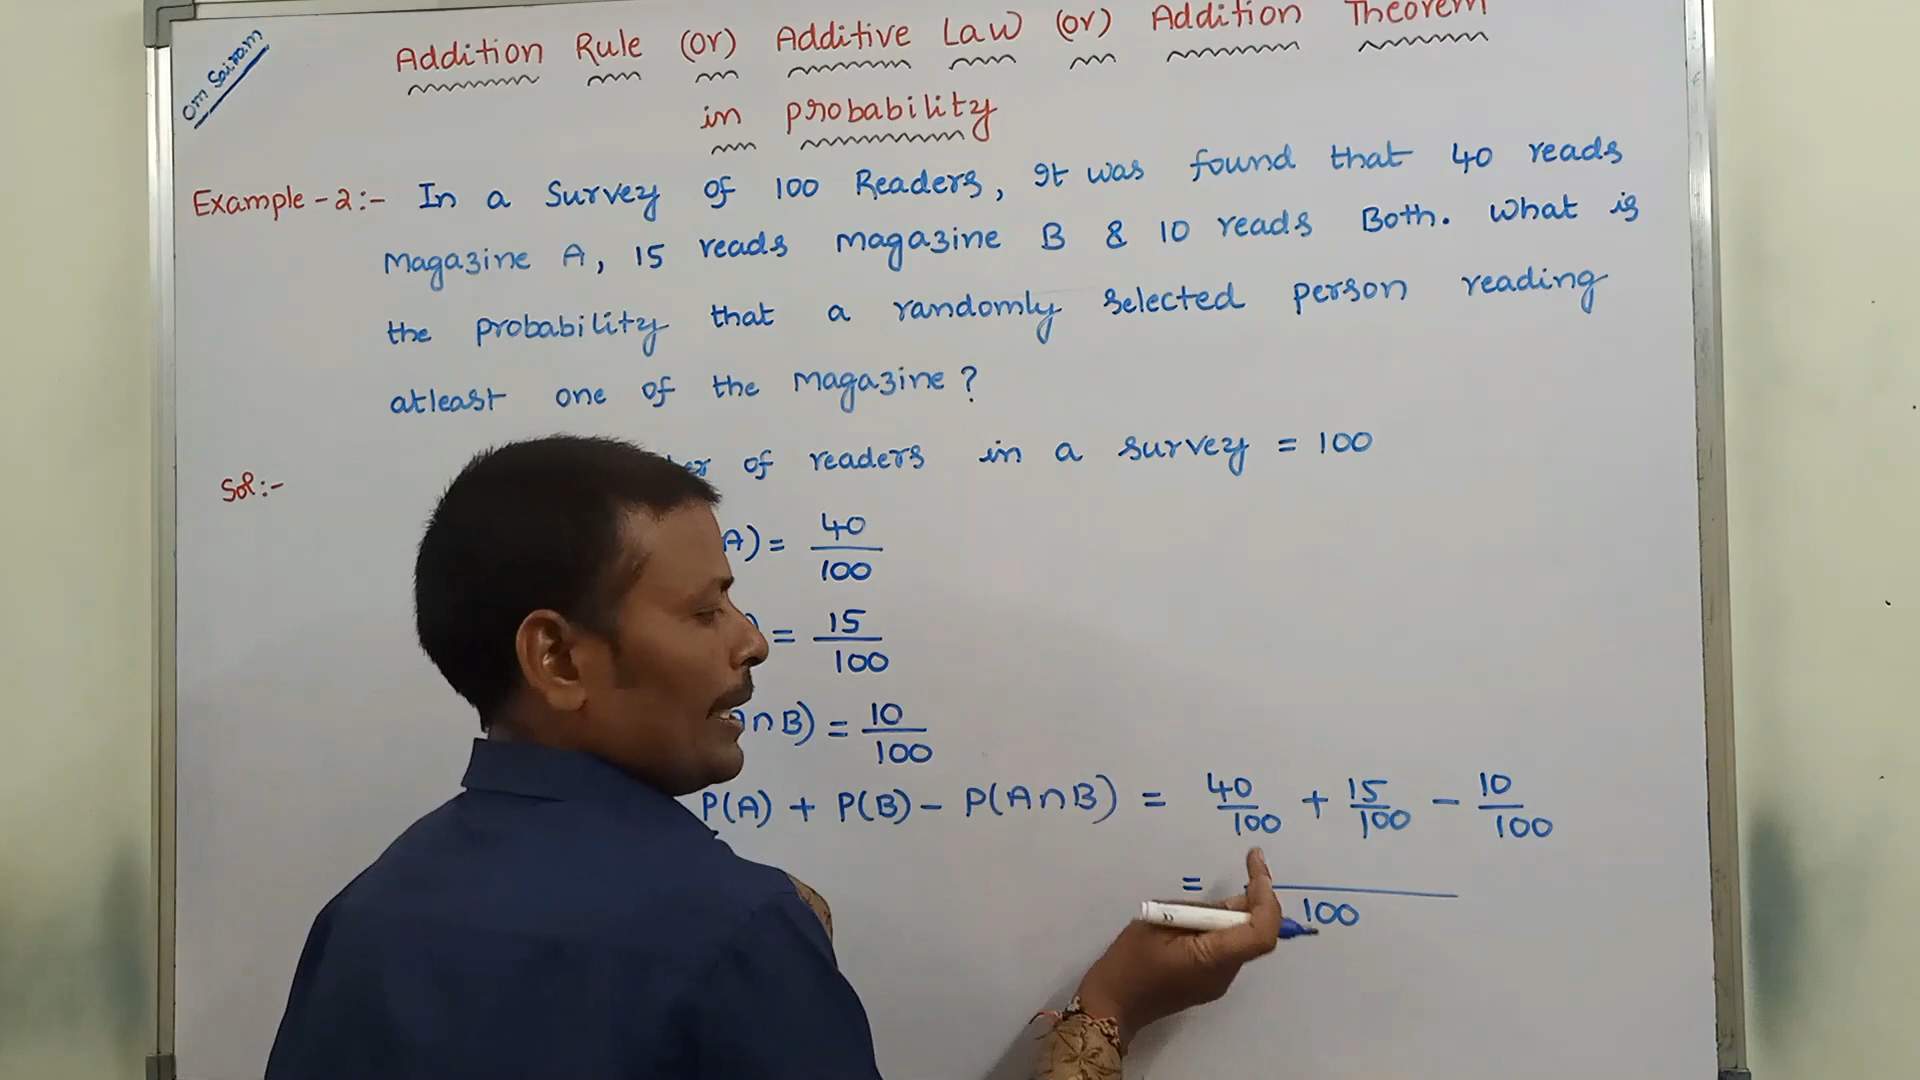 Om Sairam
Addition Rule (or) Additive Law (or) Addition Theorem
in probability
Example-2:- In a Survey of 100 Readers, It was found that 40 reads
Magazine A, 15 reads magazine B & 10 reads Both. What is
the probability that a randomly selected person reading
atleast one of the Magazine?
Sol:- of readers in a survey = 100
A) = 40/100
= 15/100
∩ B) = 10/100
P(A) + P(B) - P(A∩B) = 40/100 + 15/100 - 10/100
= /100